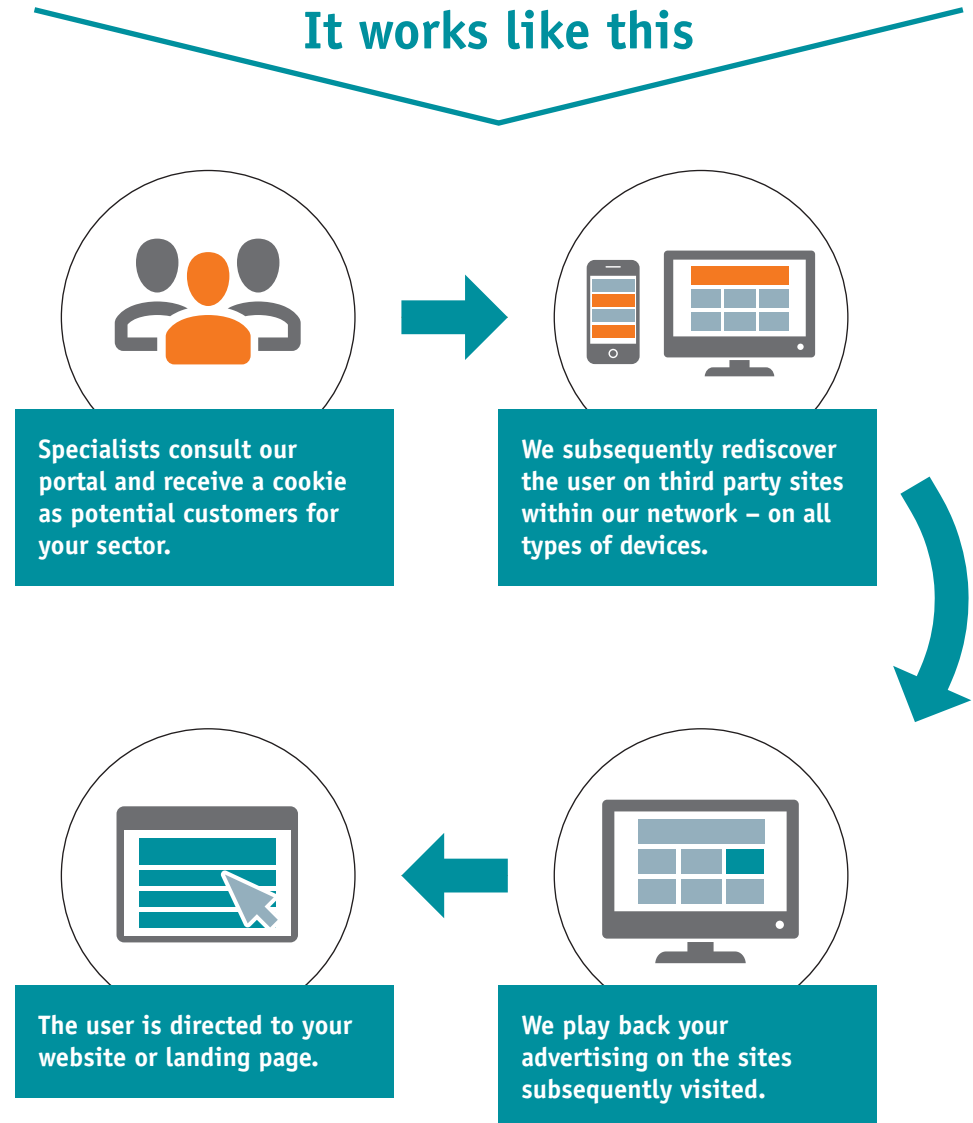 It works like this
Specialists consult our
portal and receive a cookie
as potential customers for
your sector.
We subsequently rediscover
the user on third party sites
within our network – on all
types of devices.
We play back your
advertising on the sites
subsequently visited.
The user is directed to your
website or landing page.